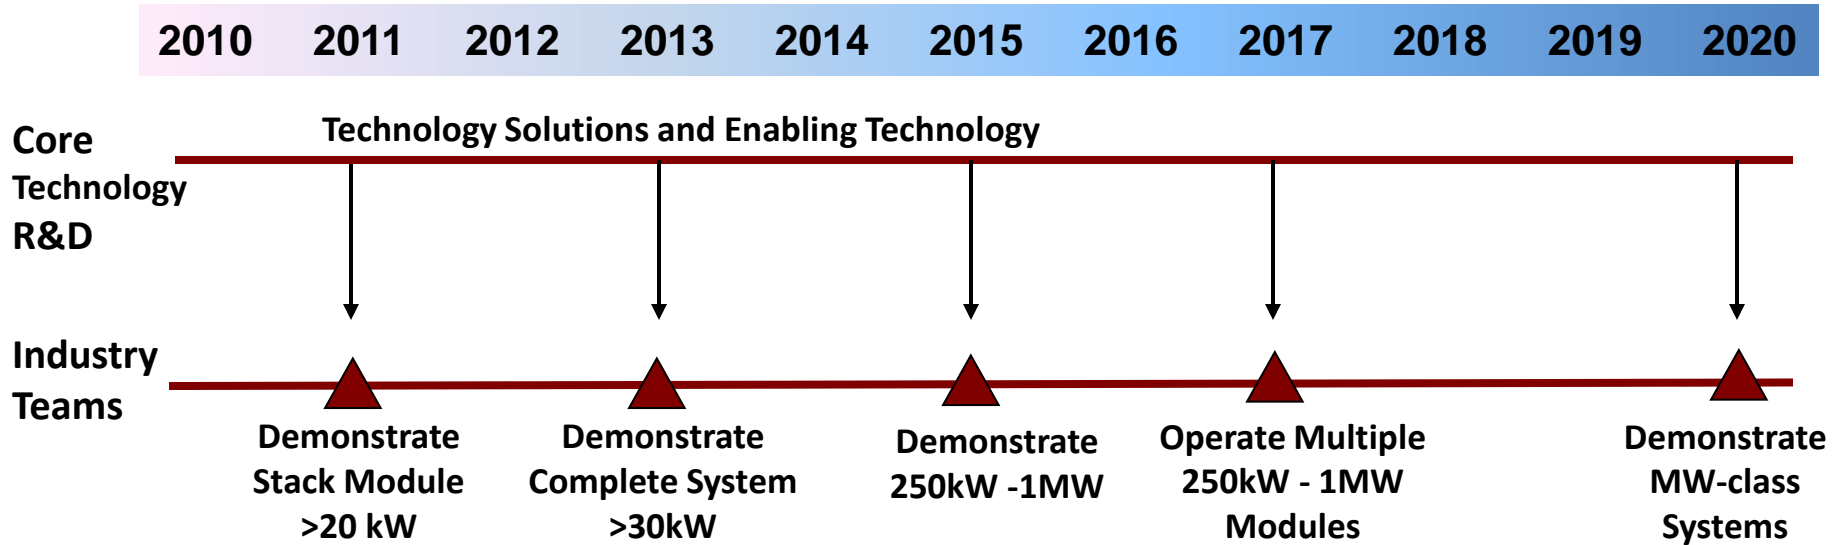 2010 2011 2012 2013 2014 2015 2016 2017 2018 2019 2020
Core
Technology
R&D
Technology Solutions and Enabling Technology
Industry
Teams
Demonstrate
Stack Module
>20 kW
Demonstrate
Complete System
>30kW
Demonstrate
250kW -1MW
Operate Multiple
250kW - 1MW
Modules
Demonstrate
MW-class
Systems